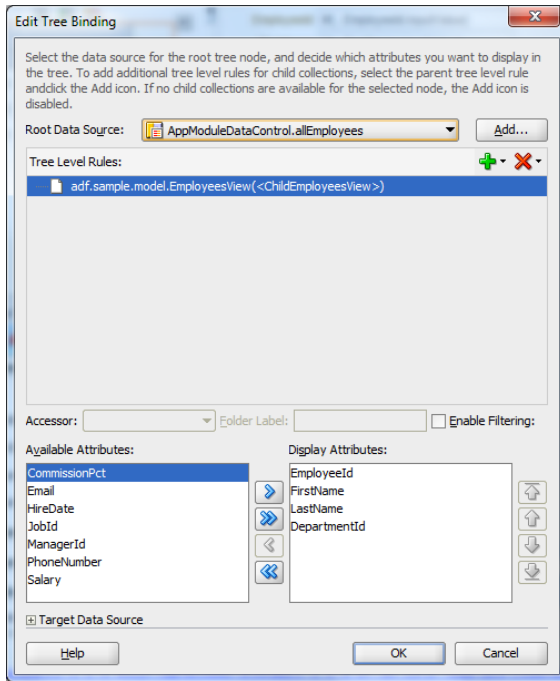 Edit Tree Binding
Select the data source for the root tree node, and decide which attributes you want to display in
the tree. To add additional tree level rules for child collections, select the parent tree level rule
andclick the Add icon. If no child collections are available for the selected node, the Add icon is
disabled.
Root Data Source: AppModuleDataControl.allEmployees Add...
Tree Level Rules:
adf.sample.model.EmployeesView(<ChildEmployeesView>)
Accessor: Folder Label: Enable Filtering:
Available Attributes: Display Attributes:
CommissionPct EmployeeId
Email FirstName
HireDate LastName
JobId DepartmentId
ManagerId
PhoneNumber
Salary
Target Data Source
Help OK Cancel